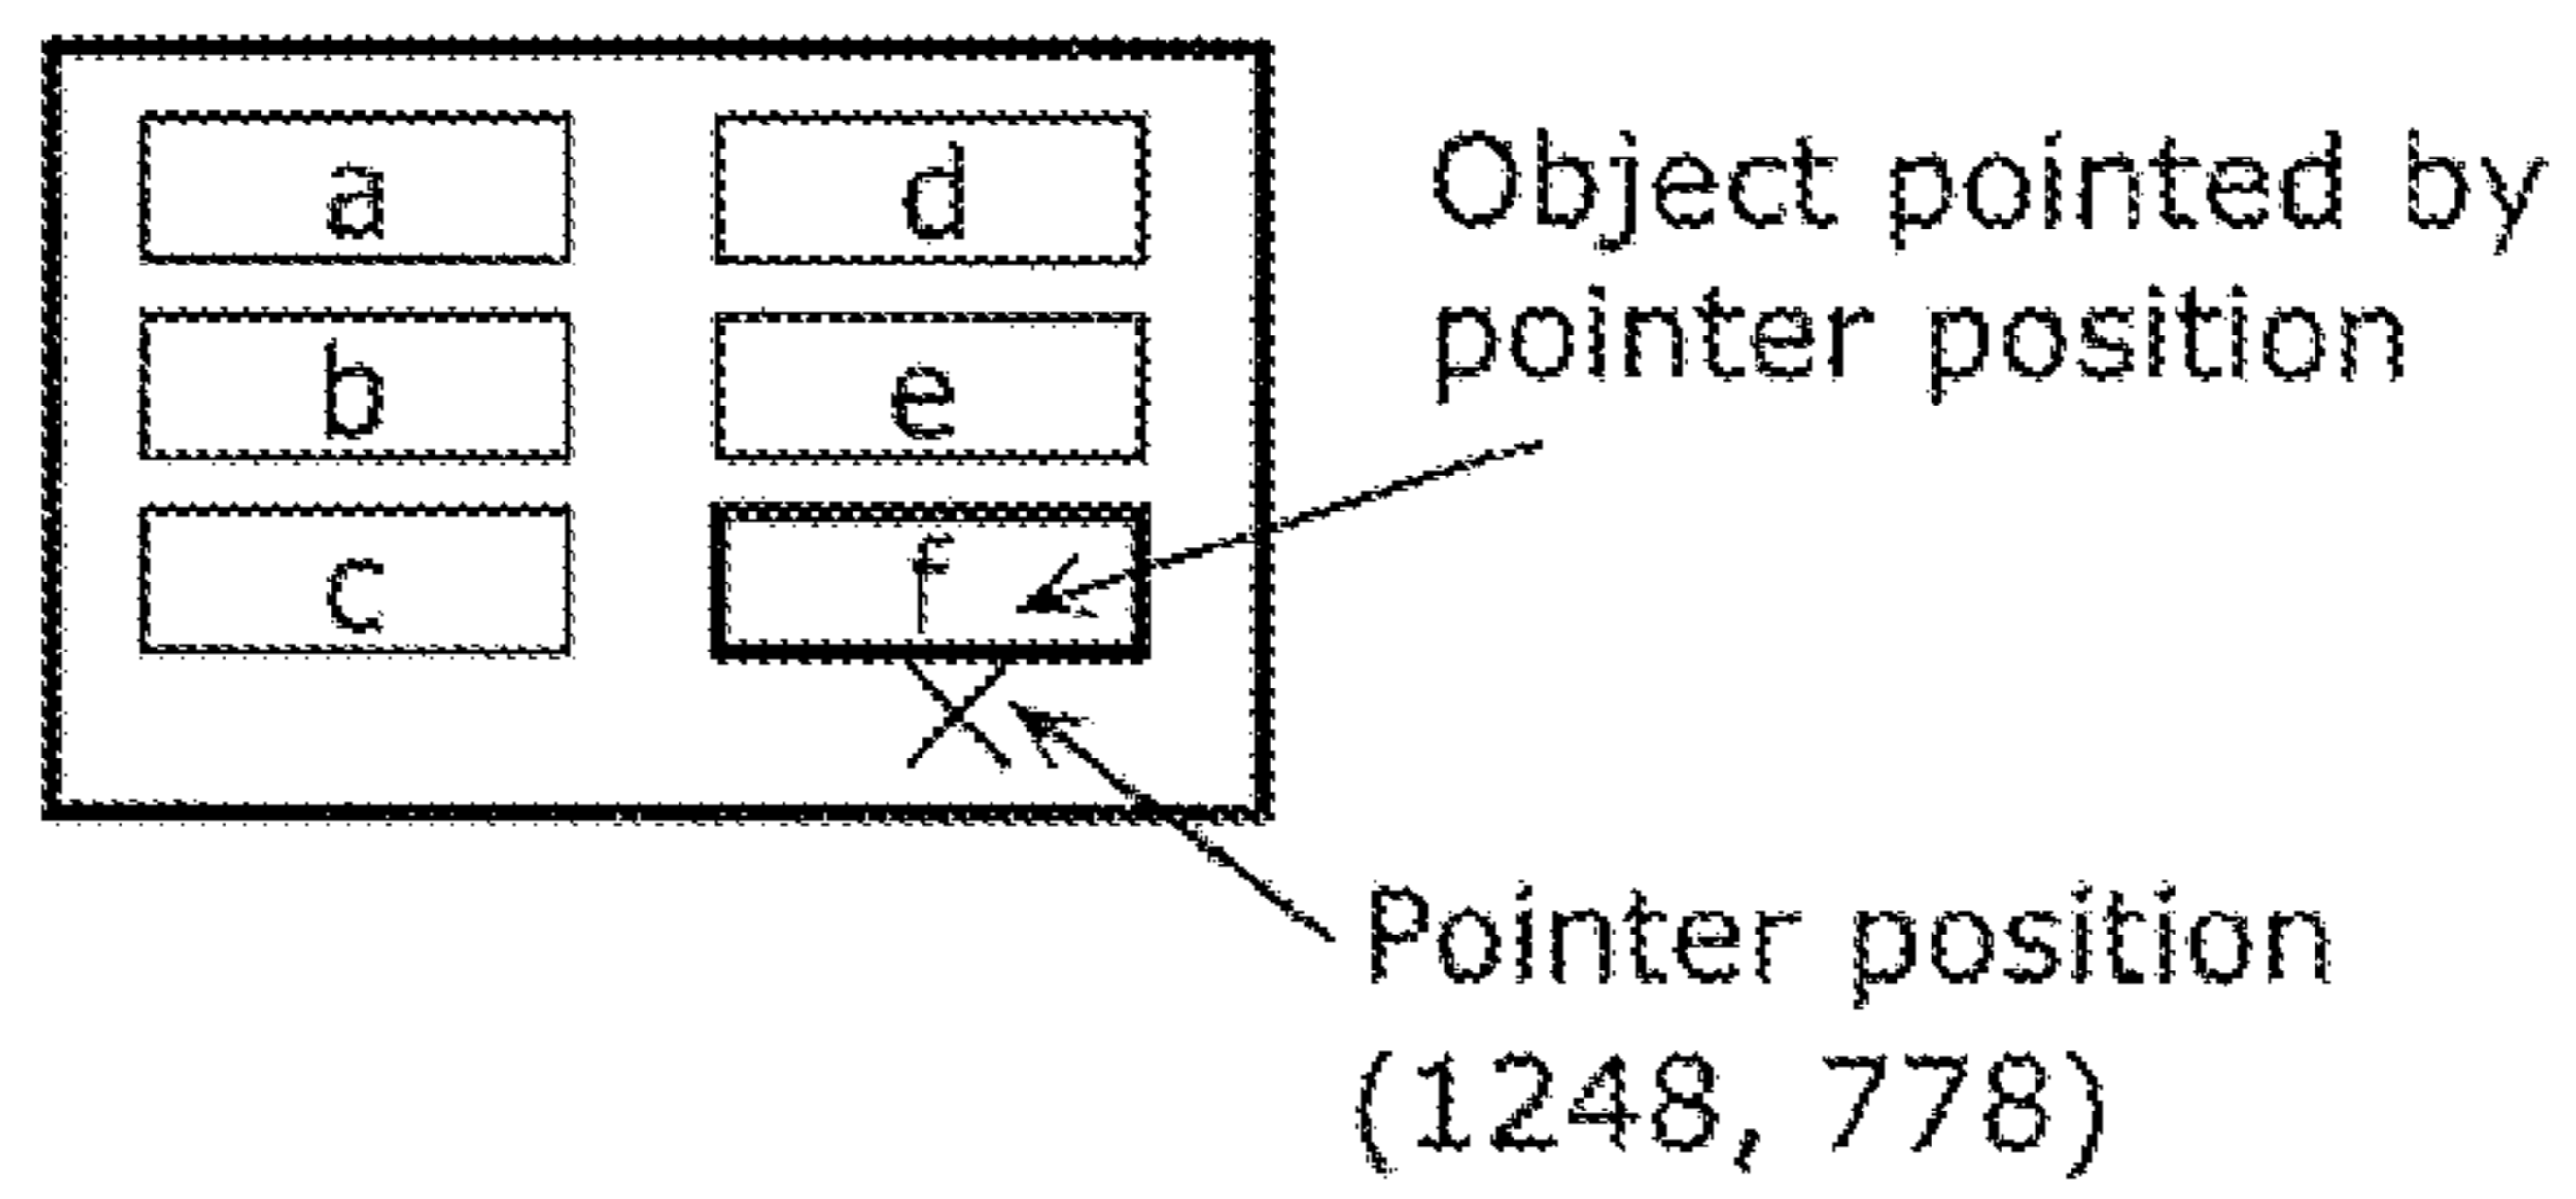 a
d
Object pointed by
pointer position
b
e
c
f
Pointer position
(1248, 778)